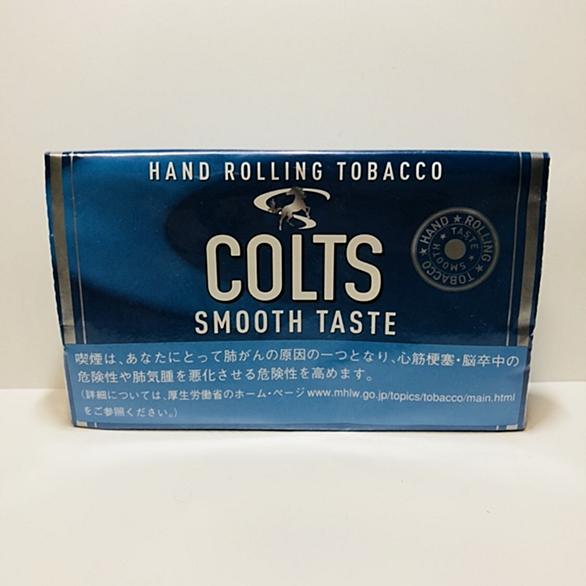 HAND ROLLING TOBACCO
COLTS
SMOOTH TASTE
HAND ★ ROLLING ★ TOBACCO ★
TASTE ★ SMOOTH ★
喫煙は、あなたにとって肺がんの原因の一つとなり、心筋梗塞・脳卒中の
危険性や肺気腫を悪化させる危険性を高めます。
(詳細については、厚生労働省のホーム・ページ www.mhlw.go.jp/topics/tobacco/main.html
をご参照ください。)